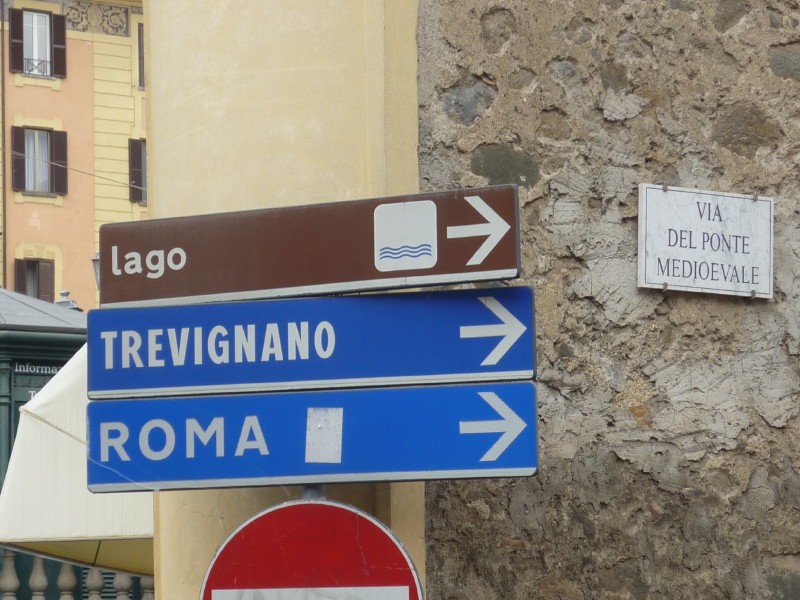 lago
TREVIGNANO
ROMA
VIA
DEL PONTE
MEDIOEVALE